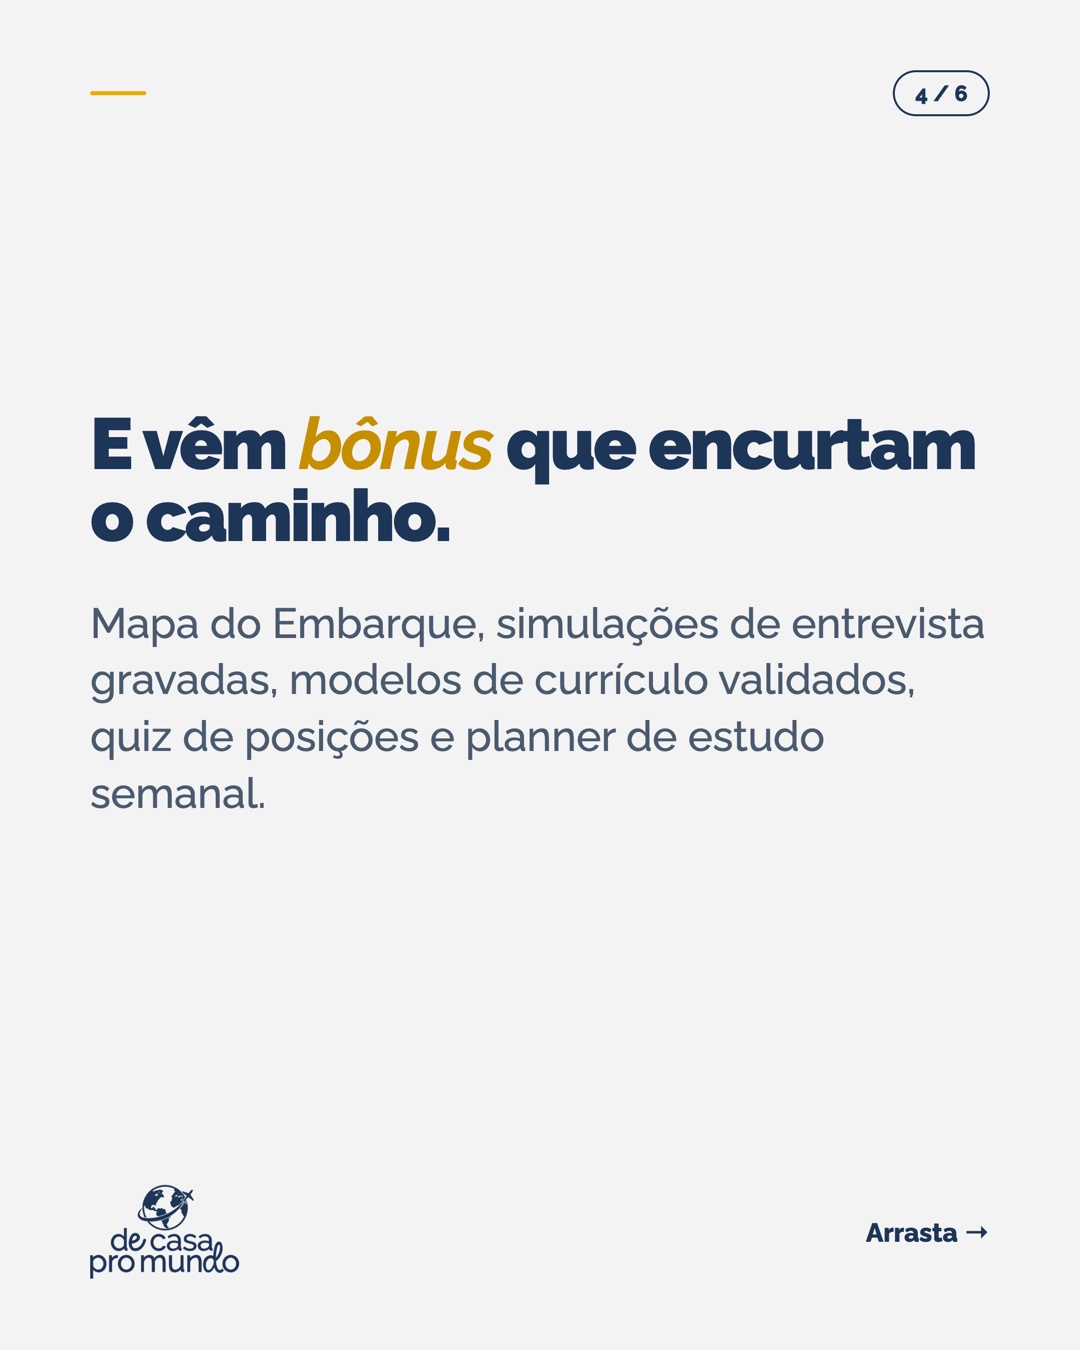 4 / 6
E vêm bônus que encurtam
o caminho.
Mapa do Embarque, simulações de entrevista
gravadas, modelos de currículo validados,
quiz de posições e planner de estudo
semanal.
de casa
pro mundo
Arrasta →